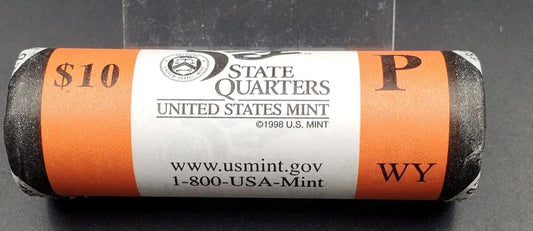 $10
STATE
QUARTERS
UNITED STATES MINT
©1998 U.S. MINT
www.usmint.gov
1-800-USA-Mint
P
WY